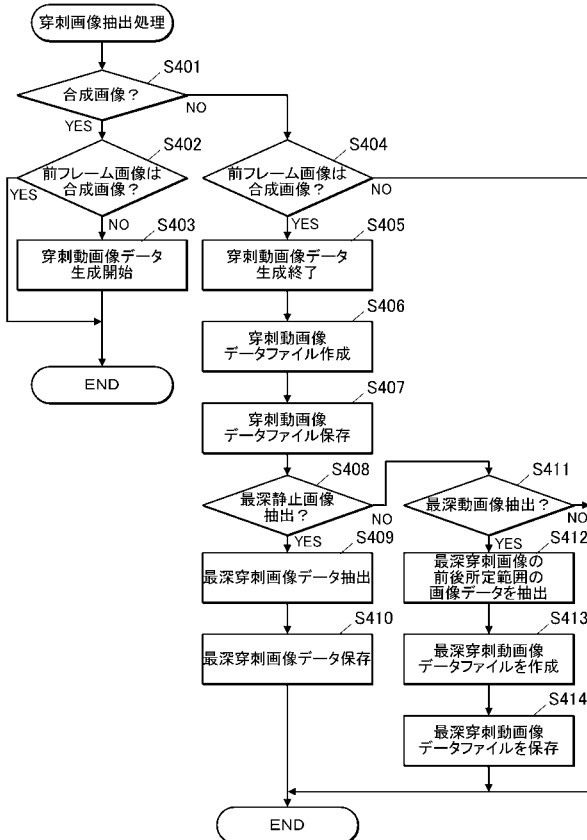 穿刺画像抽出処理
S401
合成画像？
NO
YES
S402
前フレーム画像は
合成画像？
YES
NO
S403
穿刺動画像データ
生成開始
END
S404
前フレーム画像は
合成画像？
NO
YES
S405
穿刺動画像データ
生成終了
S406
穿刺動画像
データファイル作成
S407
穿刺動画像
データファイル保存
S408
最深静止画像
抽出？
NO
YES
S409
最深穿刺画像データ抽出
S410
最深穿刺画像データ保存
S411
最深動画像抽出？
NO
YES
S412
最深穿刺画像の
前後所定範囲の
画像データを抽出
S413
最深穿刺動画像
データファイルを作成
S414
最深穿刺動画像
データファイルを保存
END